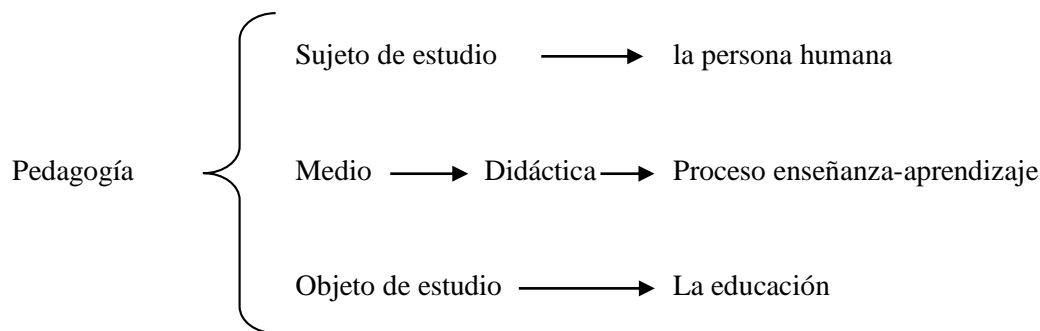 Sujeto de estudio la persona humana
Pedagogía Medio Didáctica Proceso enseñanza-aprendizaje
Objeto de estudio La educación